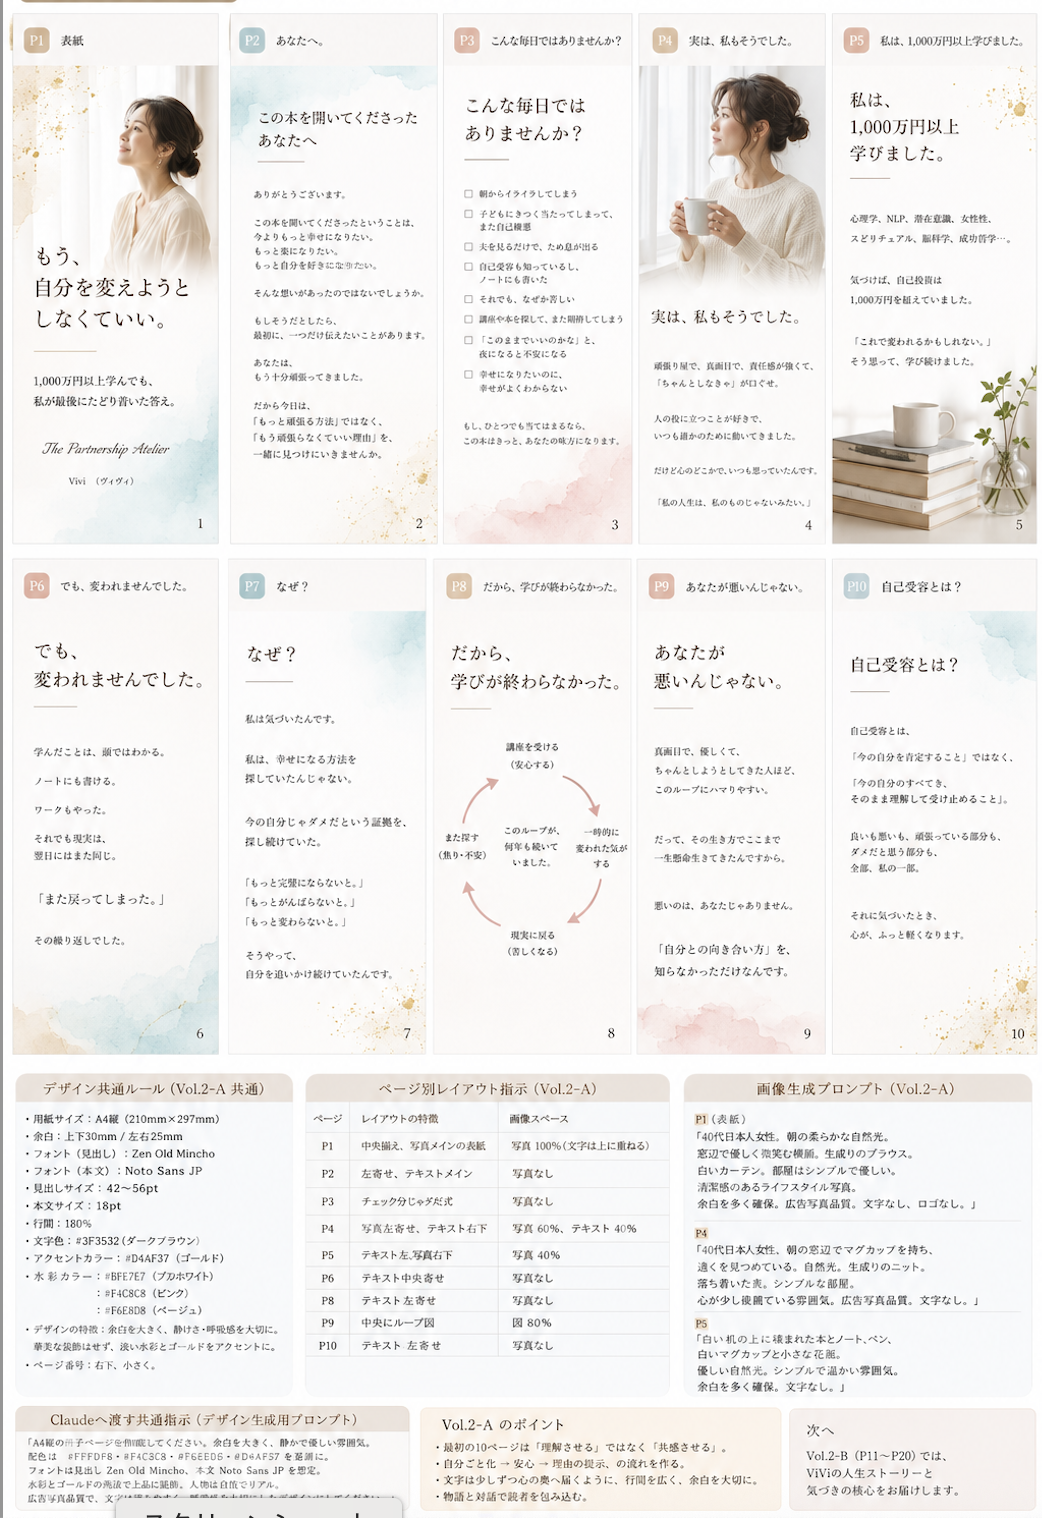 P1 表紙
もう、
自分を変えようと
しなくていい。
1,000万円以上学んでも、
私が最後にたどり着いた答え。
The Partnership Atelier
Vivi （ヴィヴィ）
1
P2 あなたへ。
この本を開いてくださった
あなたへ
ありがとうございます。
この本を開いてくださったということは、
今よりもっと幸せになりたい。
もっと楽になりたい。
もっと自分を好きになりたい。
そんな想いがあったのではないでしょうか。
もしそうだとしたら、
最初に、一つだけ伝えたいことがあります。
あなたは、
もう十分頑張ってきました。
だから今日は、
「もっと頑張る方法」ではなく、
「もう頑張らなくていい理由」を、
一緒に見つけにいきませんか。
2
P3 こんな毎日ではありませんか？
こんな毎日では
ありませんか？
□ 朝からイライラしてしまう
□ 子どもにきつく当たってしまって、
また自己嫌悪
□ 夫を見るだけで、ため息が出る
□ 自己受容も知っているし、
ノートにも書いた
□ それでも、なぜか苦しい
□ 講座や本を探して、また期待してしまう
□ 「このままでいいのかな」と、
夜になると不安になる
□ 幸せになりたいのに、
幸せがよくわからない
もし、ひとつでも当てはまるなら、
この本はきっと、あなたの味方になります。
3
P4 実は、私もそうでした。
実は、私もそうでした。
頑張り屋で、真面目で、責任感が強くて、
「ちゃんとしなきゃ」が口ぐせ。
人の役に立つことが好きで、
いつも誰かのために動いてきました。
だけど心のどこかで、いつも思っていたんです。
「私の人生は、私のものじゃないみたい。」
4
P5 私は、1,000万円以上学びました。
私は、
1,000万円以上
学びました。
心理学、NLP、潜在意識、女性性、
スピリチュアル、脳科学、成功哲学…。
気づけば、自己投資は
1,000万円を超えていました。
「これで変われるかもしれない。」
そう思って、学び続けました。
5
P6 でも、変われませんでした。
でも、
変われませんでした。
学んだことは、頭ではわかる。
ノートにも書ける。
ワークもやった。
それでも現実は、
翌日にはまた同じ。
「また戻ってしまった。」
その繰り返しでした。
6
P7 なぜ？
なぜ？
私は気づいたんです。
私は、幸せになる方法を
探していたんじゃない。
今の自分じゃダメだという証拠を、
探し続けていた。
「もっと完璧にならないと。」
「もっとがんばらないと。」
「もっと変わらないと。」
そうやって、
自分を追いかけ続けていたんです。
7
P8 だから、学びが終わらなかった。
だから、
学びが終わらなかった。
講座を受ける
（安心する）
一時的に
変われた気が
する
現実に戻る
（苦しくなる）
また探す
（焦り・不安）
このループが、
何年も続いて
いました。
8
P9 あなたが悪いんじゃない。
あなたが
悪いんじゃない。
真面目で、優しくて、
ちゃんとしようとしてきた人ほど、
このループにハマりやすい。
だって、その生き方でここまで
一生懸命生きてきたんですから。
悪いのは、あなたじゃありません。
「自分との向き合い方」を、
知らなかっただけなんです。
9
P10 自己受容とは？
自己受容とは？
自己受容とは、
「今の自分を肯定すること」ではなく、
「今の自分のすべてき、
そのまま理解して受け止めること」。
良いも悪いも、頑張っている部分も、
ダメだと思う部分も、
全部、私の一部。
それに気づいたとき、
心が、ふっと軽くなります。
10
デザイン共通ルール（Vol.2-A 共通）
・用紙サイズ：A4縦（210mm×297mm）
・余白：上下30mm / 左右25mm
・フォント（見出し）：Zen Old Mincho
・フォント（本文）：Noto Sans JP
・見出しサイズ：42〜56pt
・本文サイズ：18pt
・行間：180%
・文字色：#3F3532（ダークブラウン）
・アクセントカラー：#D4AF37（ゴールド）
・水彩カラー：#BFE7E7
：#F4C8C8（ピンク）
：#F6E8D8（ベージュ）
・デザインの特徴：余白を大きく、静けさ・呼吸感を大切に。
華美な装飾はせず、淡い水彩とゴールドをアクセントに。
・ページ番号：右下、小さく。
ページ別レイアウト指示（Vol.2-A）
ページ レイアウトの特徴 画像スペース
P1 中央揃え、写真メインの表紙 写真 100%（文字は上に重ねる）
P2 左寄せ、テキストメイン 写真なし
P3 チェック分じゃダだ式 写真なし
P4 写真左寄せ、テキスト右下 写真 60%、テキスト 40%
P5 テキスト左、写真右下 写真 40%
P6 テキスト中央寄せ 写真なし
P8 テキスト左寄せ 写真なし
P9 中央にループ図 図 80%
P10 テキスト 左寄せ 写真なし
画像生成プロンプト（Vol.2-A）
P1（表紙）
「40代日本人女性。朝の柔らかな自然光。
窓辺で優しく微笑む横顔。生成りのブラウス。
白いカーテン。部屋はシンプルで優しい。
清潔感のあるライフスタイル写真。
余白を多く確保。広告写真品質。文字なし、ロゴなし。」
P4
「40代日本人女性、朝の窓辺でマグカップを持ち、
遠くを見つめている。自然光。生成りのニット。
落ち着いた表。シンプルな部屋。
心が少し疲れている雰囲気。広告写真品質。文字なし。」
P5
「白い机の上に積まれた本とノート、ペン、
白いマグカップと小さな花瓶。
優しい自然光。シンプルで温かい雰囲気。
余白を多く確保。文字なし。」
Claudeへ渡す共通指示（デザイン生成用プロンプト）
「A4縦の冊子ページを作成してください。余白を大きく、静かで優しい雰囲気。
配色は #FFFDF8・#F4C3C8・#F6EED5・#D4AF57 を基調に。
フォントは見出し Zen Old Mincho、本文 Noto Sans JP を想定。
水彩とゴールドの箔で上品に装飾。人物は自然でリアル。
広告写真品質で、
Vol.2-A のポイント
・最初の10ページは「理解させる」ではなく「共感させる」。
・自分ごと化 → 安心 → 理由の提示、の流れを作る。
・文字は少しずつ心の奥へ届くように、行間を広く、余白を大切に。
・物語と対話で読者を包み込む。
次へ
Vol.2-B（P11〜P20）では、
ViViの人生ストーリーと
気づきの核心をお届けします。